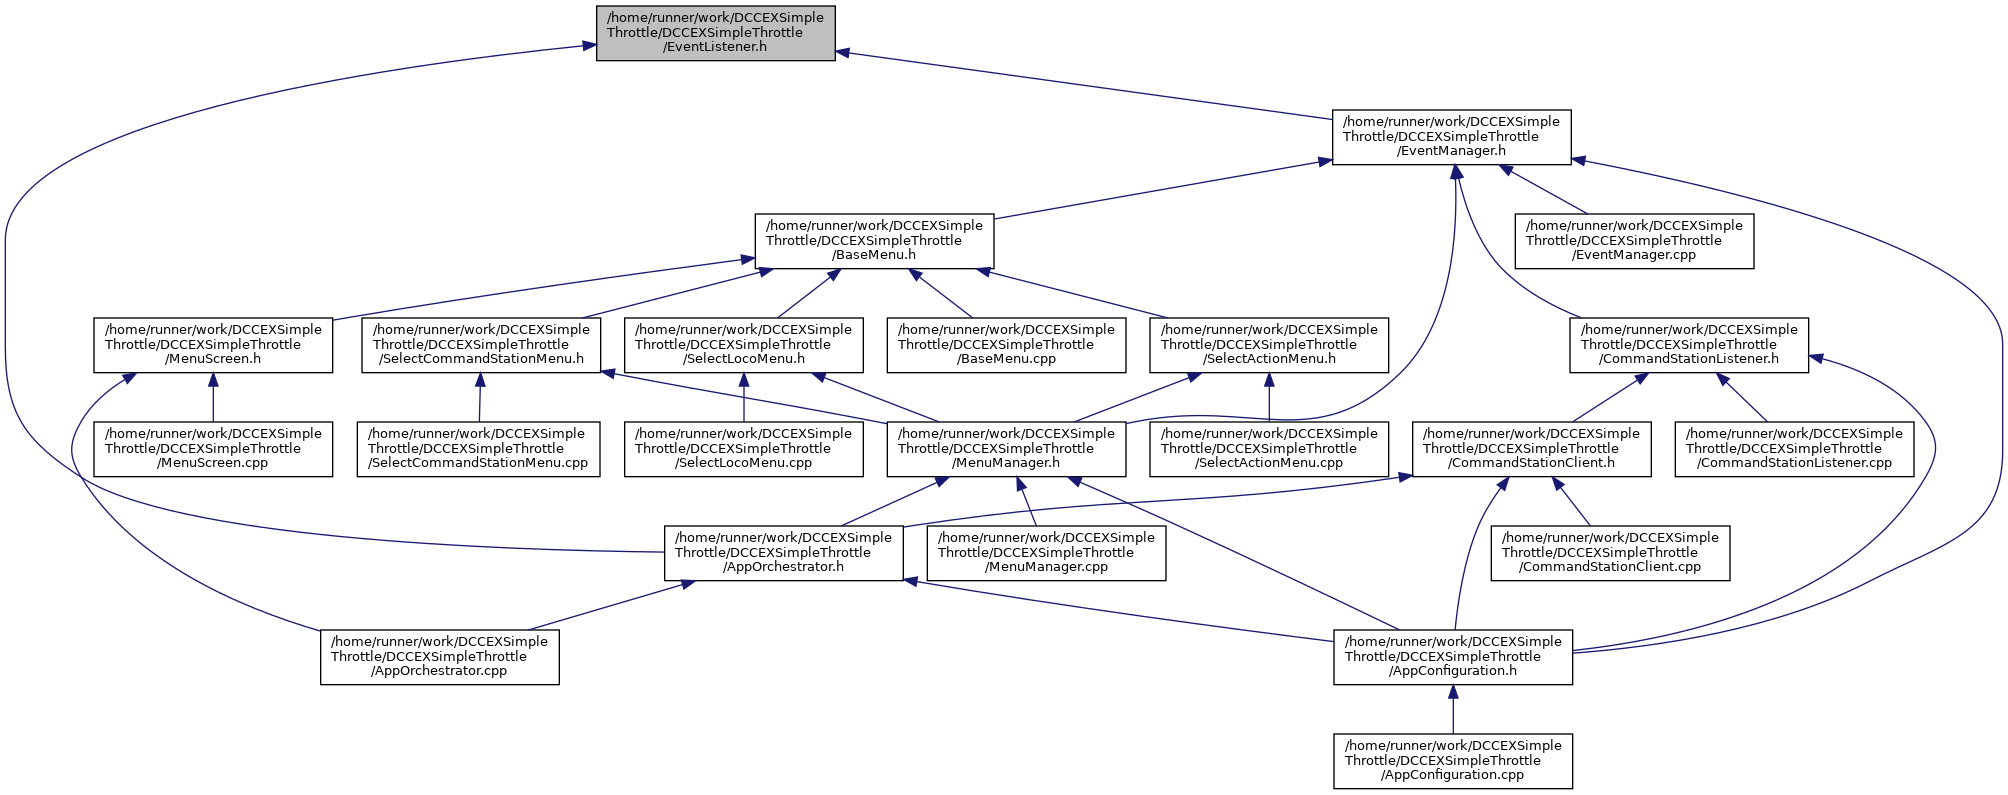 /home/runner/work/DCCEXSimple
Throttle/DCCEXSimpleThrottle
/EventListener.h
/home/runner/work/DCCEXSimple
Throttle/DCCEXSimpleThrottle
/EventManager.h
/home/runner/work/DCCEXSimple
Throttle/DCCEXSimpleThrottle
/BaseMenu.h
/home/runner/work/DCCEXSimple
Throttle/DCCEXSimpleThrottle
/EventManager.cpp
/home/runner/work/DCCEXSimple
Throttle/DCCEXSimpleThrottle
/MenuScreen.h
/home/runner/work/DCCEXSimple
Throttle/DCCEXSimpleThrottle
/SelectCommandStationMenu.h
/home/runner/work/DCCEXSimple
Throttle/DCCEXSimpleThrottle
/SelectLocoMenu.h
/home/runner/work/DCCEXSimple
Throttle/DCCEXSimpleThrottle
/BaseMenu.cpp
/home/runner/work/DCCEXSimple
Throttle/DCCEXSimpleThrottle
/SelectActionMenu.h
/home/runner/work/DCCEXSimple
Throttle/DCCEXSimpleThrottle
/CommandStationListener.h
/home/runner/work/DCCEXSimple
Throttle/DCCEXSimpleThrottle
/MenuScreen.cpp
/home/runner/work/DCCEXSimple
Throttle/DCCEXSimpleThrottle
/SelectCommandStationMenu.cpp
/home/runner/work/DCCEXSimple
Throttle/DCCEXSimpleThrottle
/SelectLocoMenu.cpp
/home/runner/work/DCCEXSimple
Throttle/DCCEXSimpleThrottle
/MenuManager.h
/home/runner/work/DCCEXSimple
Throttle/DCCEXSimpleThrottle
/SelectActionMenu.cpp
/home/runner/work/DCCEXSimple
Throttle/DCCEXSimpleThrottle
/CommandStationClient.h
/home/runner/work/DCCEXSimple
Throttle/DCCEXSimpleThrottle
/CommandStationListener.cpp
/home/runner/work/DCCEXSimple
Throttle/DCCEXSimpleThrottle
/AppOrchestrator.h
/home/runner/work/DCCEXSimple
Throttle/DCCEXSimpleThrottle
/MenuManager.cpp
/home/runner/work/DCCEXSimple
Throttle/DCCEXSimpleThrottle
/CommandStationClient.cpp
/home/runner/work/DCCEXSimple
Throttle/DCCEXSimpleThrottle
/AppOrchestrator.cpp
/home/runner/work/DCCEXSimple
Throttle/DCCEXSimpleThrottle
/AppConfiguration.h
/home/runner/work/DCCEXSimple
Throttle/DCCEXSimpleThrottle
/AppConfiguration.cpp